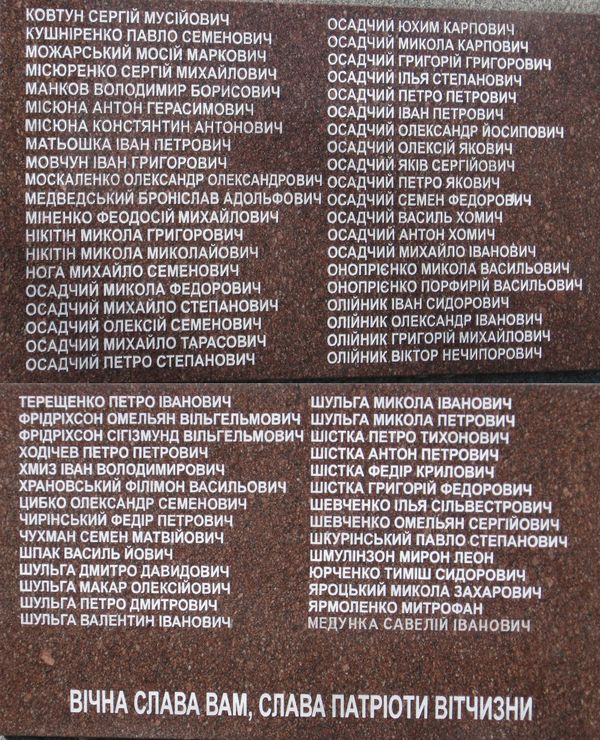 КОВТУН СЕРГІЙ МУСІЙОВИЧ
КУШНІРЕНКО ПАВЛО СЕМЕНОВИЧ
МОЖАРСЬКИЙ МОСІЙ МАРКОВИЧ
МІСЮРЕНКО СЕРГІЙ МИХАЙЛОВИЧ
МАНКОВ ВОЛОДИМИР БОРИСОВИЧ
МІСЮНА АНТОН ГЕРАСИМОВИЧ
МІСЮНА КОНСТЯНТИН АНТОНОВИЧ
МАТЬОШКА ІВАН ПЕТРОВИЧ
МОВЧУН ІВАН ГРИГОРОВИЧ
МОСКАЛЕНКО ОЛЕКСАНДР ОЛЕКСАНДРОВИЧ
МЕДВЕДСЬКИЙ БРОНІСЛАВ АДОЛЬФОВИЧ
МІНЕНКО ФЕОДОСІЙ МИХАЙЛОВИЧ
НІКІТІН МИКОЛА ГРИГОРОВИЧ
НІКІТІН МИКОЛА МИКОЛАЙОВИЧ
НОГА МИХАЙЛО СЕМЕНОВИЧ
ОСАДЧИЙ МИКОЛА ФЕДОРОВИЧ
ОСАДЧИЙ МИХАЙЛО СТЕПАНОВИЧ
ОСАДЧИЙ ОЛЕКСІЙ СЕМЕНОВИЧ
ОСАДЧИЙ МИХАЙЛО ТАРАСОВИЧ
ОСАДЧИЙ ПЕТРО СТЕПАНОВИЧ
ОСАДЧИЙ ЮХИМ КАРПОВИЧ
ОСАДЧИЙ МИКОЛА КАРПОВИЧ
ОСАДЧИЙ ГРИГОРІЙ ГРИГОРОВИЧ
ОСАДЧИЙ ІЛЬЯ СТЕПАНОВИЧ
ОСАДЧИЙ ПЕТРО ПЕТРОВИЧ
ОСАДЧИЙ ІВАН ПЕТРОВИЧ
ОСАДЧИЙ ОЛЕКСАНДР ЙОСИПОВИЧ
ОСАДЧИЙ ОЛЕКСІЙ ЯКОВИЧ
ОСАДЧИЙ ЯКІВ СЕРГІЙОВИЧ
ОСАДЧИЙ ПЕТРО ЯКОВИЧ
ОСАДЧИЙ СЕМЕН ФЕДОРОВИЧ
ОСАДЧИЙ ВАСИЛЬ ХОМИЧ
ОСАДЧИЙ АНТОН ХОМИЧ
ОСАДЧИЙ МИХАЙЛО ІВАНОВИЧ
ОНОПРІЄНКО МИКОЛА ВАСИЛЬОВИЧ
ОНОПРІЄНКО ПОРФИРІЙ ВАСИЛЬОВИЧ
ОЛІЙНИК ІВАН СИДОРОВИЧ
ОЛІЙНИК ОЛЕКСАНДР ІВАНОВИЧ
ОЛІЙНИК ГРИГОРІЙ МИХАЙЛОВИЧ
ОЛІЙНИК ВІКТОР НЕЧИПОРОВИЧ
ТЕРЕЩЕНКО ПЕТРО ІВАНОВИЧ
ФРІДРІХСОН ОМЕЛЬЯН ВІЛЬГЕЛЬМОВИЧ
ФРІДРІХСОН СІГІЗМУНД ВІЛЬГЕЛЬМОВИЧ
ХОДІЧЕВ ПЕТРО ПЕТРОВИЧ
ХМИЗ ІВАН ВОЛОДИМИРОВИЧ
ХРАНОВСЬКИЙ ФІЛІМОН ВАСИЛЬОВИЧ
ЦИБКО ОЛЕКСАНДР СЕМЕНОВИЧ
ЧИРІНСЬКИЙ ФЕДІР ПЕТРОВИЧ
ЧУХМАН СЕМЕН МАТВІЙОВИЧ
ШПАК ВАСИЛЬ ЙОВИЧ
ШУЛЬГА ДМИТРО ДАВИДОВИЧ
ШУЛЬГА МАКАР ОЛЕКСІЙОВИЧ
ШУЛЬГА ПЕТРО ДМИТРОВИЧ
ШУЛЬГА ВАЛЕНТИН ІВАНОВИЧ
ШУЛЬГА МИКОЛА ІВАНОВИЧ
ШУЛЬГА МИКОЛА ПЕТРОВИЧ
ШІСТКА ПЕТРО ТИХОНОВИЧ
ШІСТКА АНТОН ПЕТРОВИЧ
ШІСТКА ФЕДІР КРИЛОВИЧ
ШІСТКА ГРИГОРІЙ ФЕДОРОВИЧ
ШЕВЧЕНКО ІЛЬЯ СІЛЬВЕСТРОВИЧ
ШЕВЧЕНКО ОМЕЛЬЯН СЕРГІЙОВИЧ
ШКУРІНСЬКИЙ ПАВЛО СТЕПАНОВИЧ
ШМУЛІНЗОН МИРОН ЛЕОН
ЮРЧЕНКО ТИМІШ СИДОРОВИЧ
ЯРОЦЬКИЙ МИКОЛА ЗАХАРОВИЧ
ЯРМОЛЕНКО МИТРОФАН
МЕДУНКА САВЕЛІЙ ІВАНОВИЧ
ВІЧНА СЛАВА ВАМ, СЛАВА ПАТРІОТИ ВІТЧИЗНИ